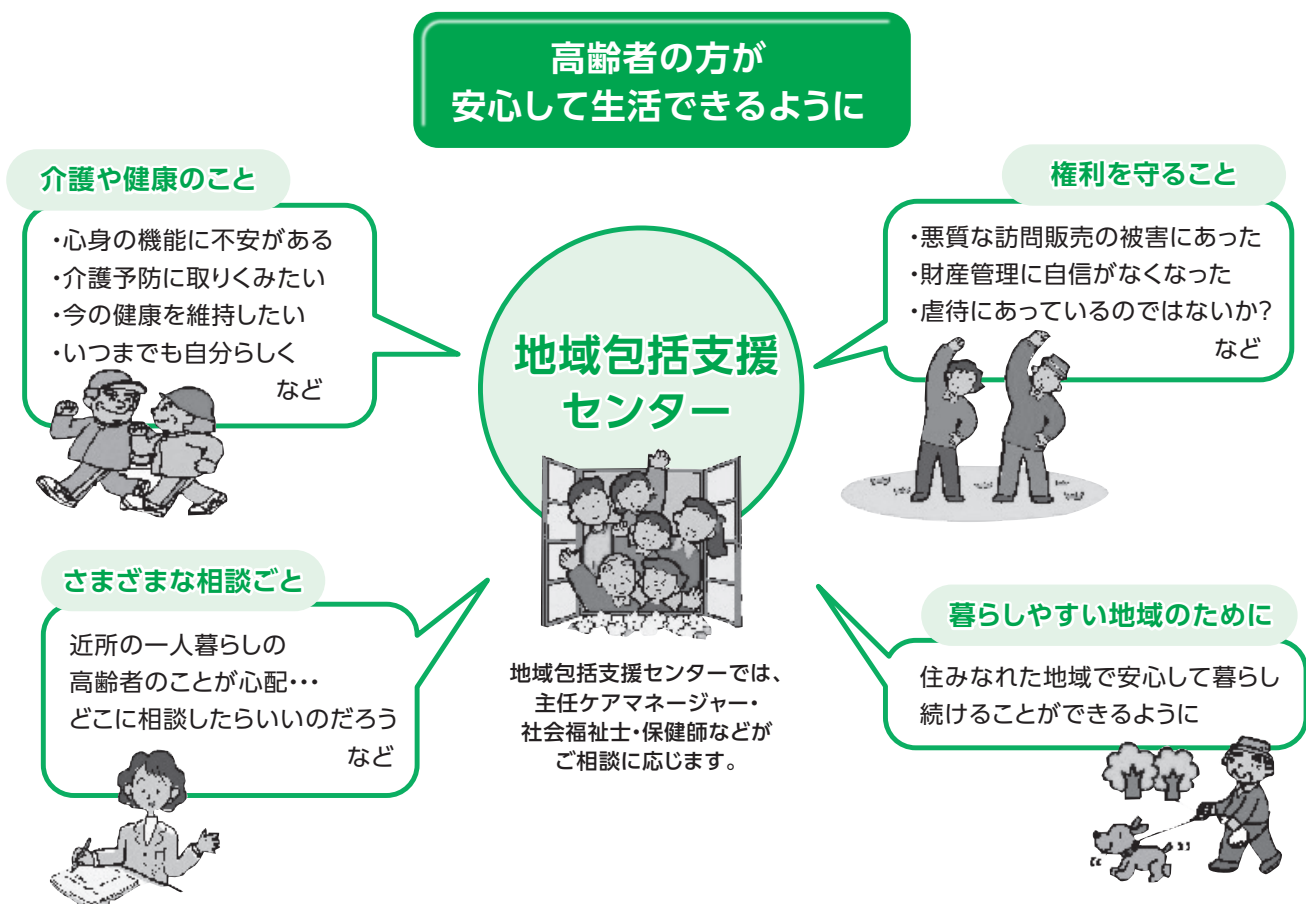 高齢者の方が
安心して生活できるように
介護や健康のこと
・心身の機能に不安がある
・介護予防に取りくみたい
・今の健康を維持したい
・いつまでも自分らしく
など
権利を守ること
・悪質な訪問販売の被害にあった
・財産管理に自信がなくなった
・虐待にあっているのではないか?
など
地域包括支援
センター
さまざまな相談ごと
近所の一人暮らしの
高齢者のことが心配・・・
どこに相談したらいいのだろう
など
地域包括支援センターでは、
主任ケアマネージャー・
社会福祉士・保健師などが
ご相談に応じます。
暮らしやすい地域のために
住みなれた地域で安心して暮らし
続けることができるように